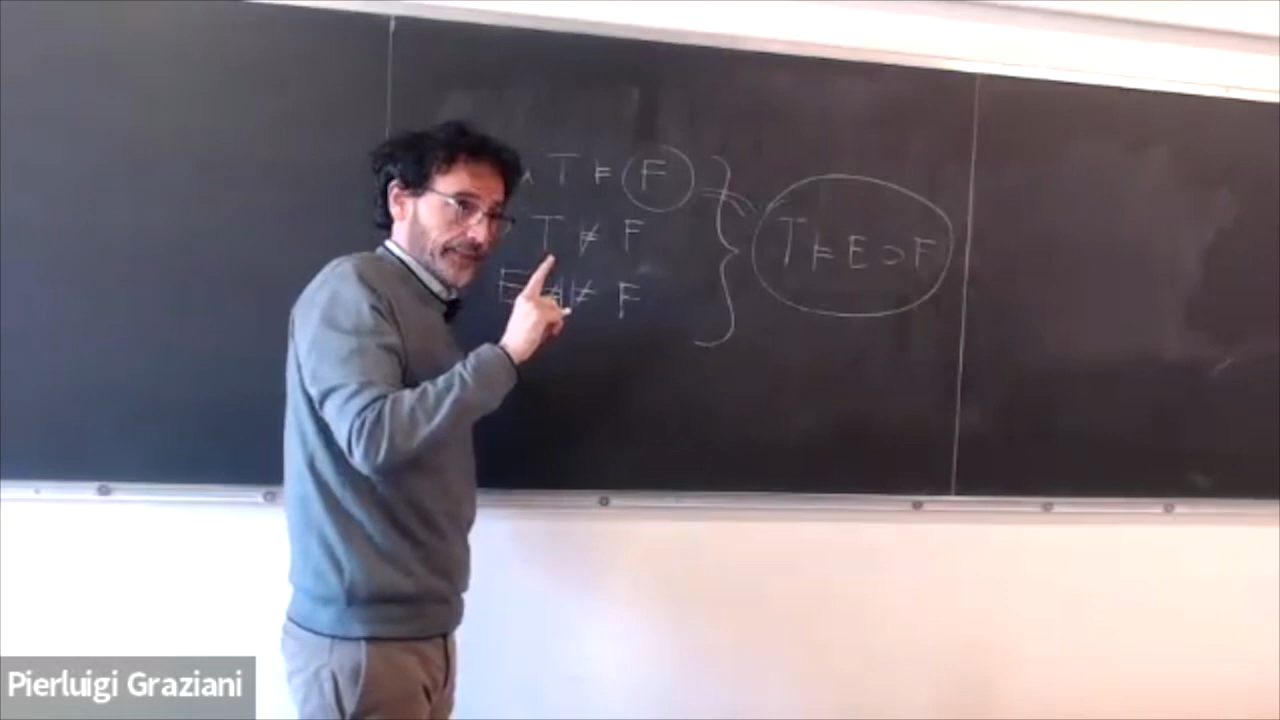 ∧ T ⊨ F
T ⊭ F
E ⊭ F
T ⊨ E ⊃ F
Pierluigi Graziani